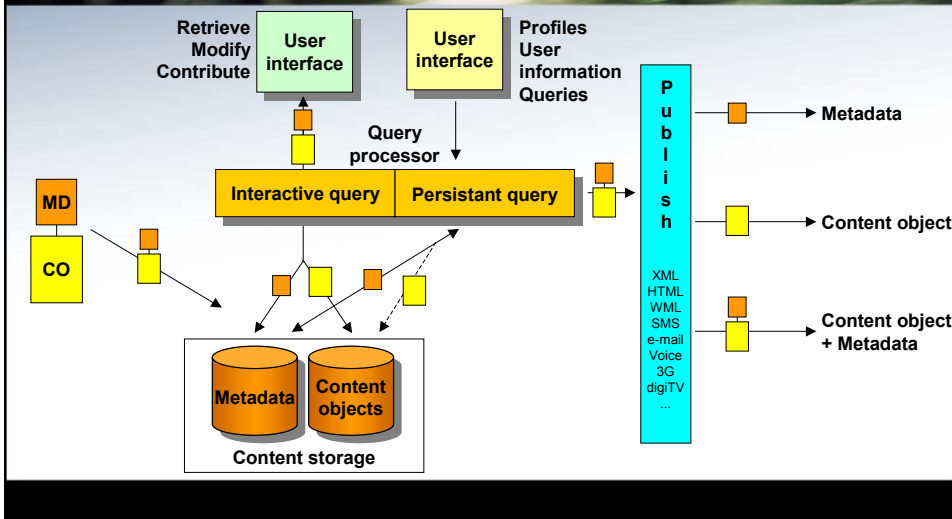 Retrieve
Modify
Contribute
User
interface
User
interface
Profiles
User
information
Queries
Query
processor
Interactive query
Persistant query
MD
CO
Metadata
Content
objects
Content storage
P
u
b
l
i
s
h
XML
HTML
WML
SMS
e-mail
Voice
3G
digiTV
...
Metadata
Content object
Content object
+ Metadata